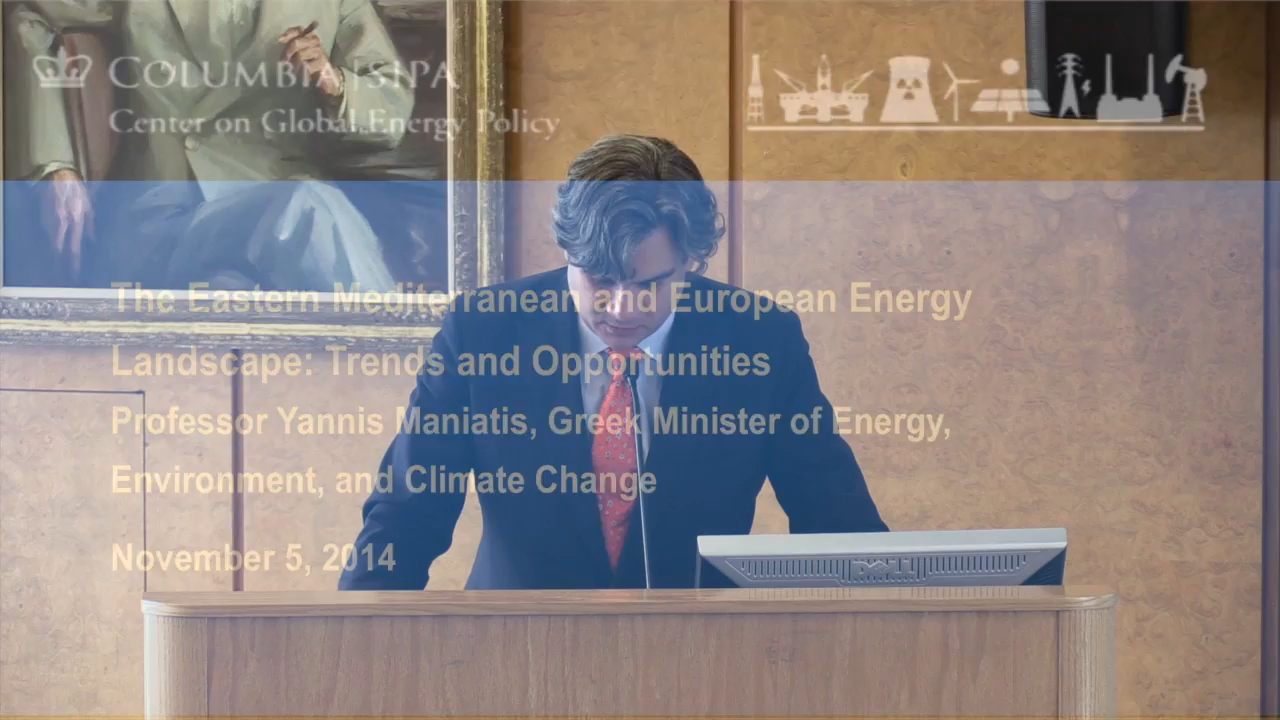 COLUMBIA | SIPA
Center on Global Energy Policy
The Eastern Mediterranean and European Energy
Landscape: Trends and Opportunities
Professor Yannis Maniatis, Greek Minister of Energy,
Environment, and Climate Change
November 5, 2014